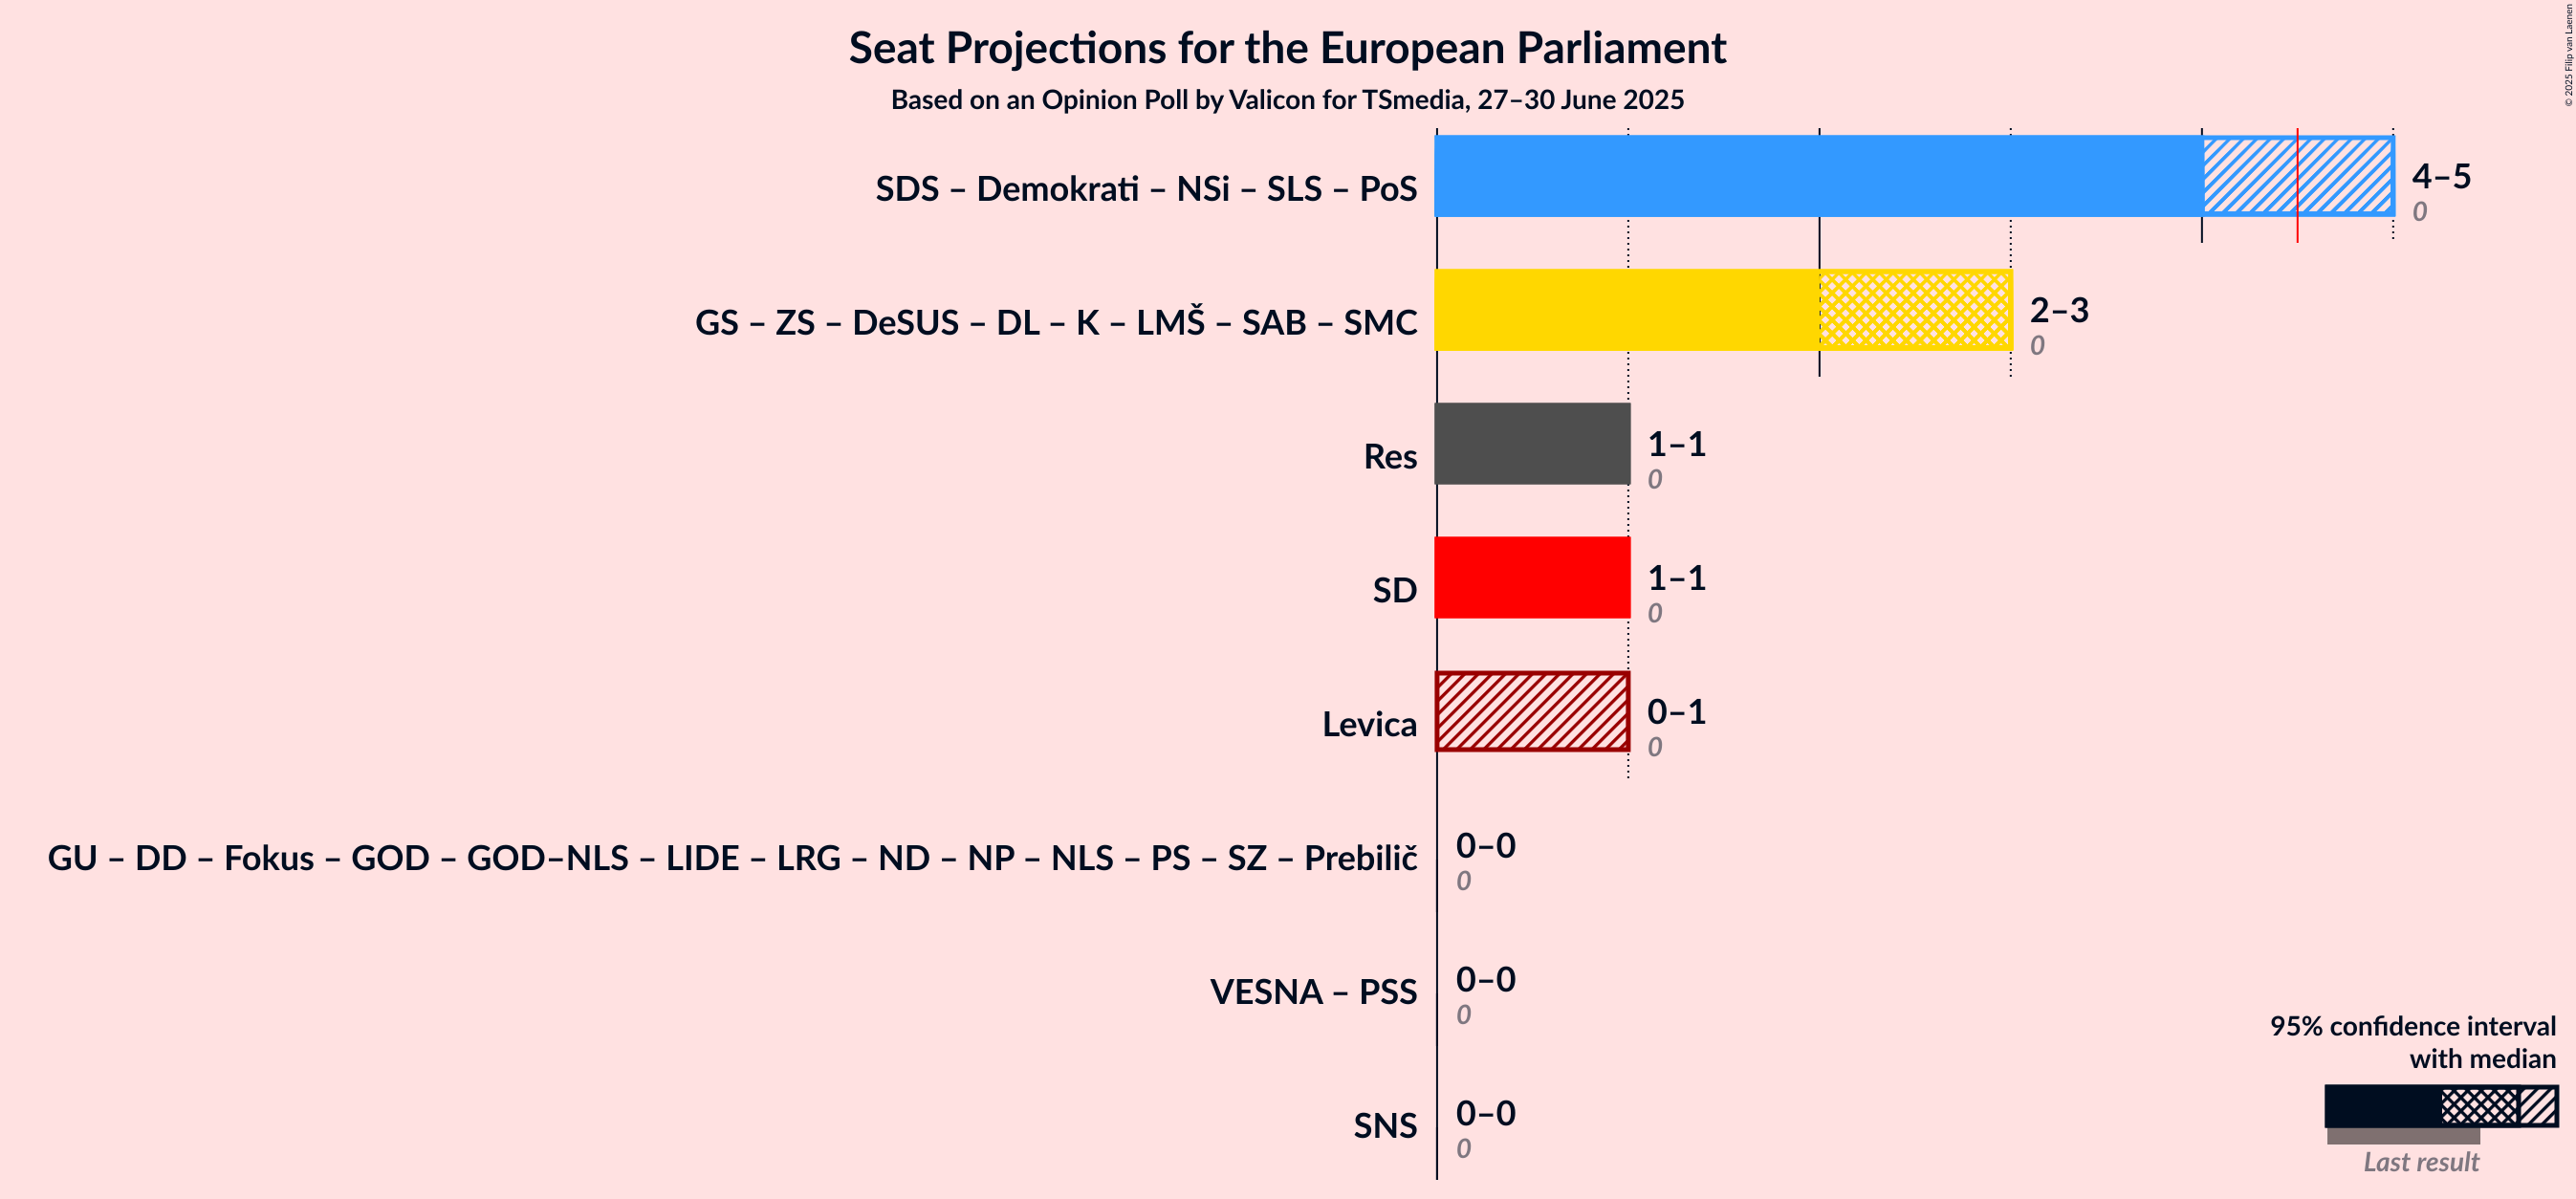 Seat Projections for the European Parliament
Based on an Opinion Poll by Valicon for TSmedia, 27–30 June 2025
© 2025 Filip van Laenen
SDS – Demokrati – NSi – SLS – PoS
4–5
0
GS – ZS – DeSUS – DL – K – LMŠ – SAB – SMC
2–3
0
Res
1–1
0
SD
1–1
0
Levica
0–1
0
GU – DD – Fokus – GOD – GOD–NLS – LIDE – LRG – ND – NP – NLS – PS – SZ – Prebilič
0–0
0
VESNA – PSS
0–0
0
SNS
0–0
0
95% confidence interval
with median
Last result